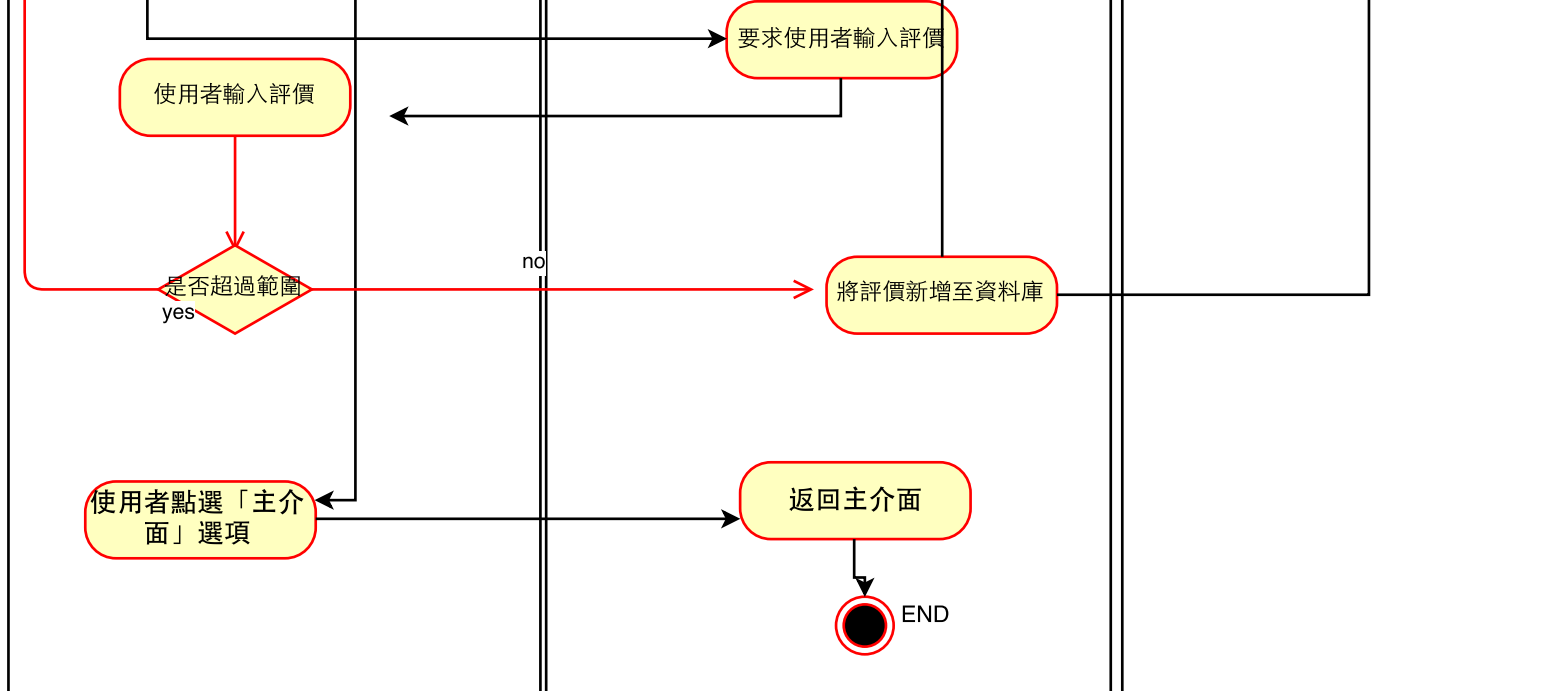 要求使用者輸入評價
使用者輸入評價
no
是否超過範圍
yes
將評價新增至資料庫
使用者點選「主介
面」選項
返回主介面
END